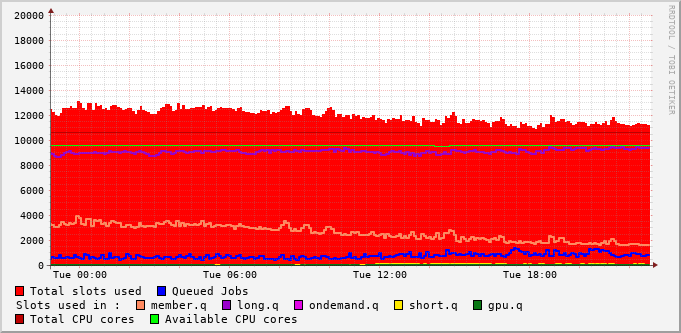 20000
18000
16000
14000
12000
10000
8000
6000
4000
2000
0
Tue 00:00 Tue 06:00 Tue 12:00 Tue 18:00
RRDTOOL / TOBI OETIKER
Total slots used Queued Jobs
Slots used in : member.q long.q ondemand.q short.q gpu.q
Total CPU cores Available CPU cores